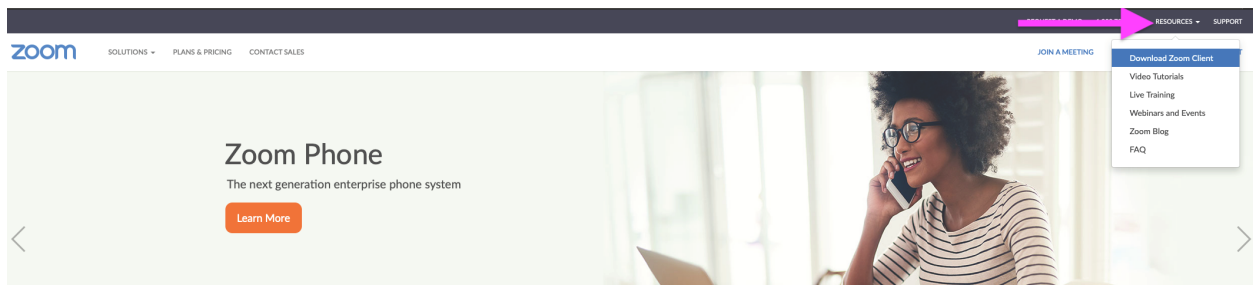 RESOURCES SUPPORT
zoom SOLUTIONS PLANS & PRICING CONTACT SALES JOIN A MEETING
Download Zoom Client
Video Tutorials
Live Training
Webinars and Events
Zoom Blog
FAQ
Zoom Phone
The next generation enterprise phone system
Learn More